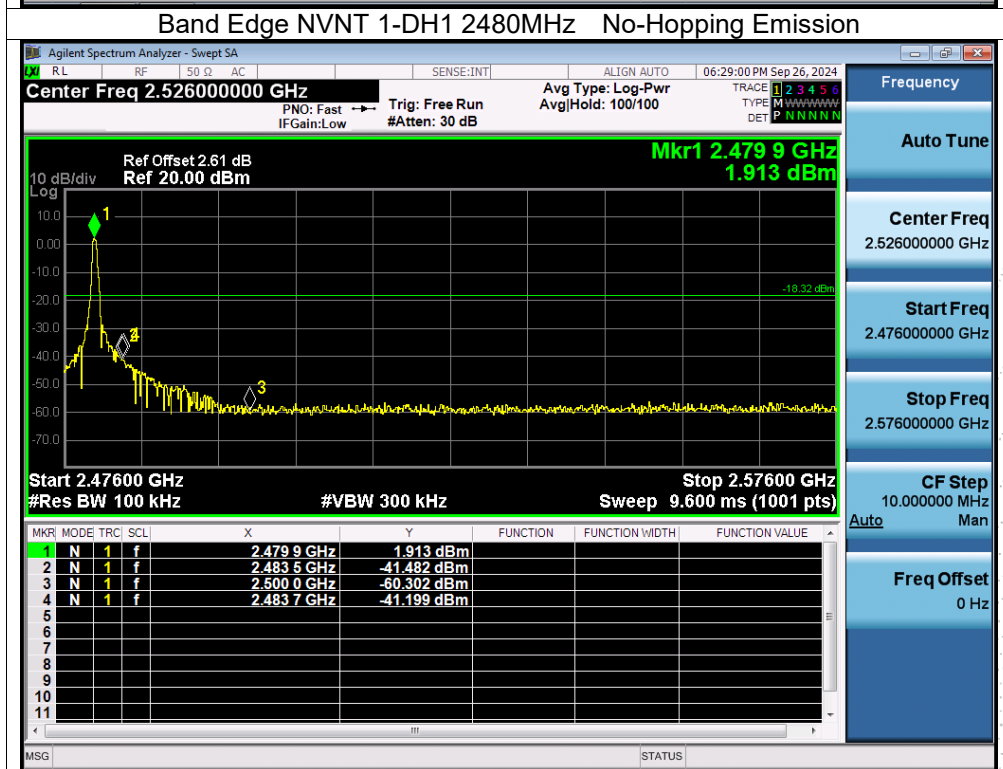 Band Edge NVNT 1-DH1 2480MHz No-Hopping Emission
Agilent Spectrum Analyzer - Swept SA
LXI RL RF 50 Ω AC SENSE:INT ALIGN AUTO 06:29:00 PM Sep 26, 2024
Center Freq 2.526000000 GHz
PNO: Fast
IFGain:Low
Trig: Free Run
#Atten: 30 dB
Avg Type: Log-Pwr
Avg|Hold: 100/100
TRACE 1 2 3 4 5 6
TYPE M WWWWW
DET P N N N N N
Ref Offset 2.61 dB
Ref 20.00 dBm
10 dB/div
Log
Mkr1 2.479 9 GHz
1.913 dBm
10.0
0.00
-10.0
-20.0
-30.0
-40.0
-50.0
-60.0
-70.0
1
3
-18.32 dBm
Start 2.47600 GHz
Stop 2.57600 GHz
#Res BW 100 kHz
#VBW 300 kHz
Sweep 9.600 ms (1001 pts)
MKR MODE TRC SCL X Y FUNCTION FUNCTION WIDTH FUNCTION VALUE
1 N 1 f 2.479 9 GHz 1.913 dBm
2 N 1 f 2.483 5 GHz -41.482 dBm
3 N 1 f 2.500 0 GHz -60.302 dBm
4 N 1 f 2.483 7 GHz -41.199 dBm
5
6
7
8
9
10
11
MSG
STATUS
Frequency
Auto Tune
Center Freq
2.526000000 GHz
Start Freq
2.476000000 GHz
Stop Freq
2.576000000 GHz
CF Step
10.000000 MHz
Auto Man
Freq Offset
0 Hz